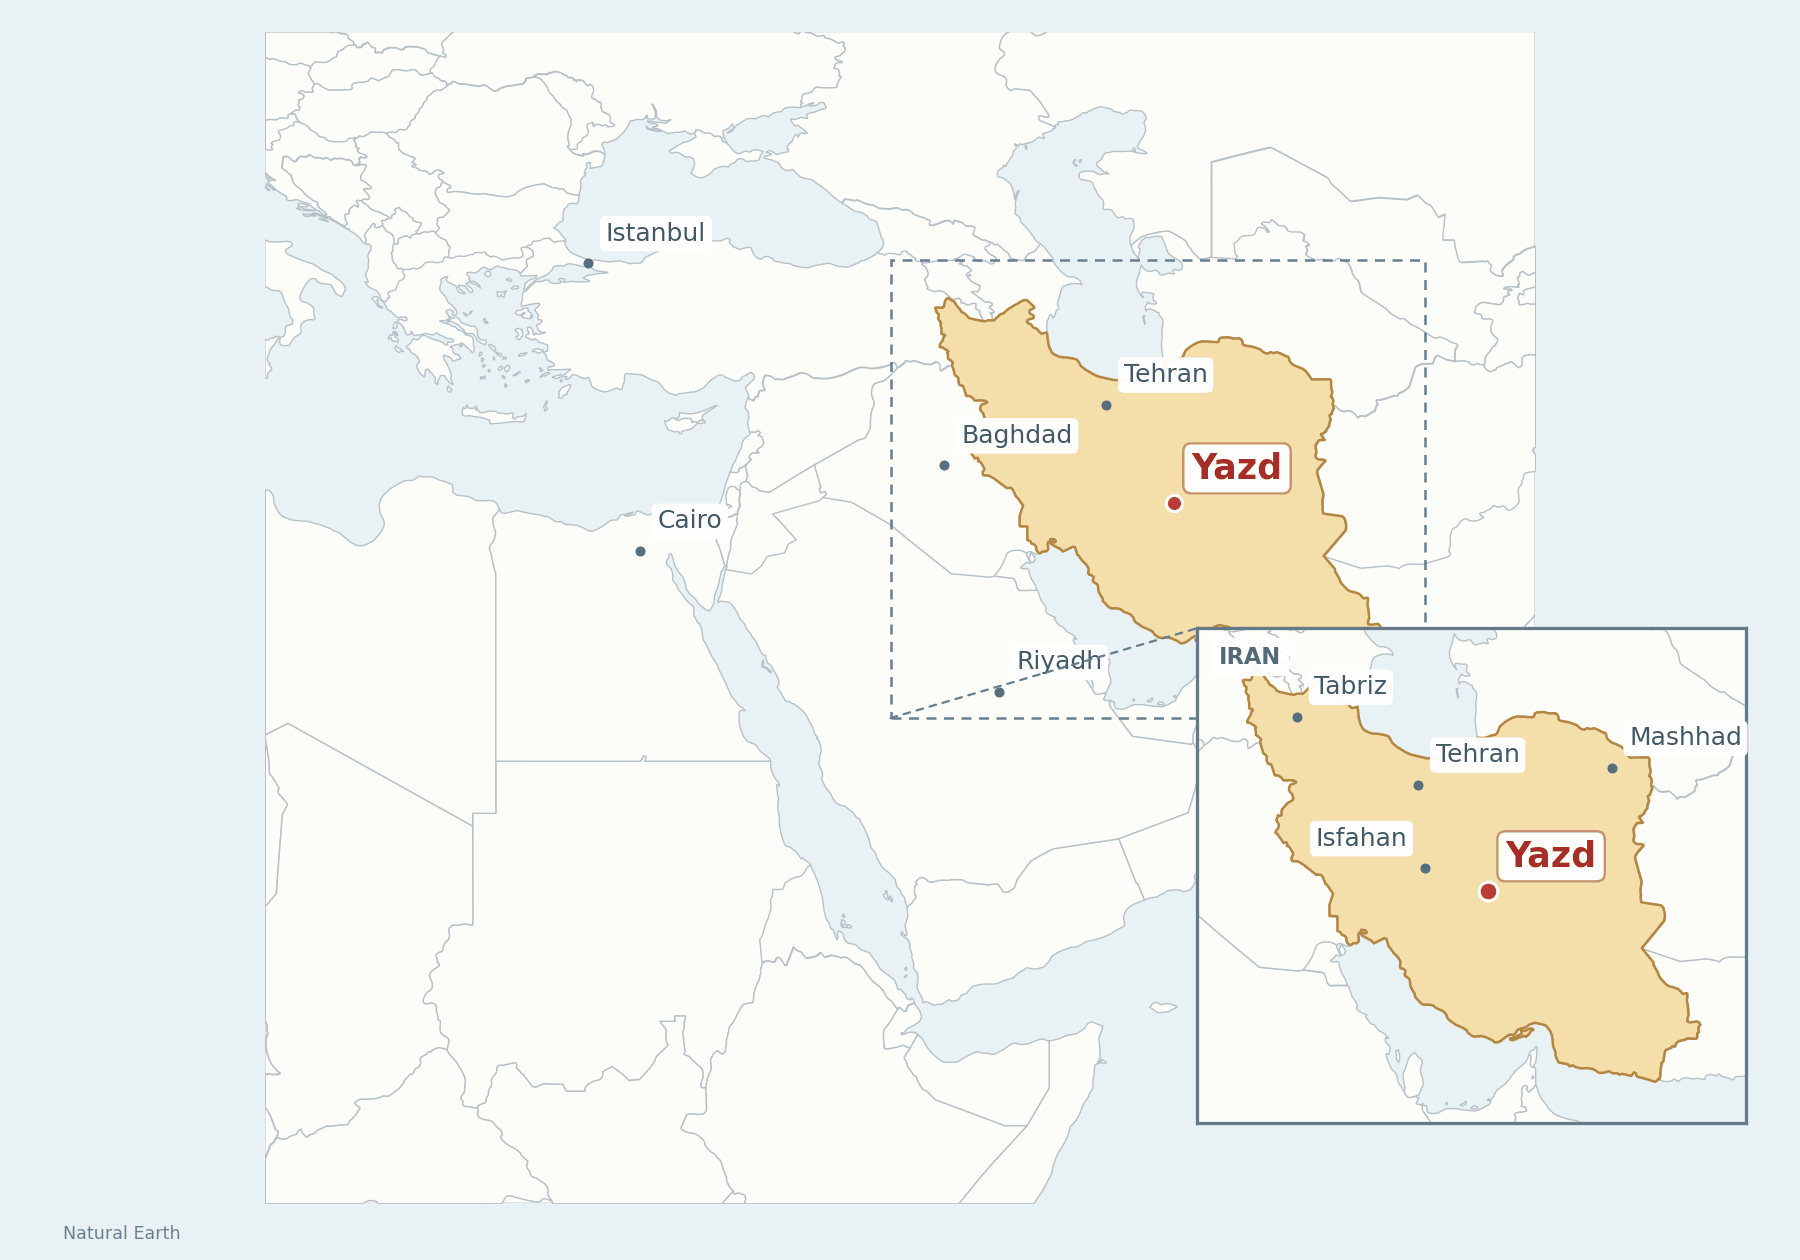 Istanbul
Tehran
Baghdad
Yazd
Cairo
Riyadh
IRAN
Tabriz
Mashhad
Tehran
Isfahan
Yazd
Natural Earth